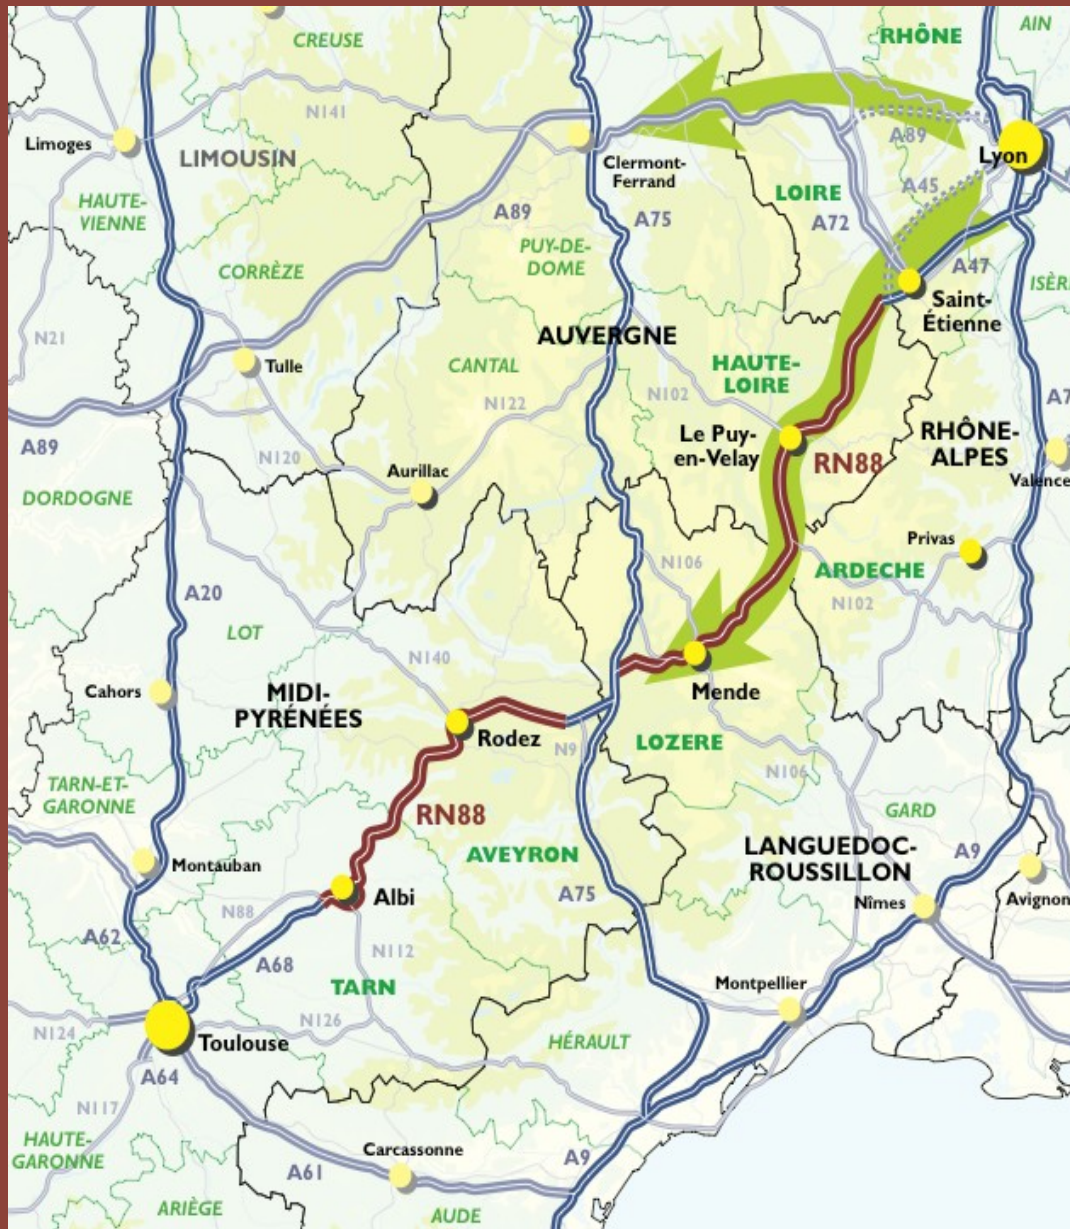 CREUSE
RHÔNE
AIN
N141
Limoges
LIMOUSIN
Clermont-
Ferrand
A89
Lyon
HAUTE-
VIENNE
A89
A75
LOIRE
A45
A72
CORRÈZE
PUY-DE-
DOME
A47
ISÈR
Saint-
Étienne
N21
AUVERGNE
Tulle
CANTAL
HAUTE-
LOIRE
N122
N102
A7
A89
N120
Aurillac
Le Puy-
en-Velay
RN88
RHÔNE-
ALPES
Valence
DORDOGNE
Privas
N106
ARDECHE
A20
N102
LOT
N140
Cahors
MIDI-
PYRÉNÉES
Mende
Rodez
N9
LOZERE
TARN-ET-
GARONNE
N106
RN88
GARD
Montauban
AVEYRON
LANGUEDOC-
ROUSSILLON
A9
Albi
A75
Nîmes
Avignon
N88
A62
A68
N112
TARN
Montpellier
N124
N126
Toulouse
HÉRAULT
A64
N117
HAUTE-
GARONNE
Carcassonne
A61
A9
ARIÈGE
AUDE